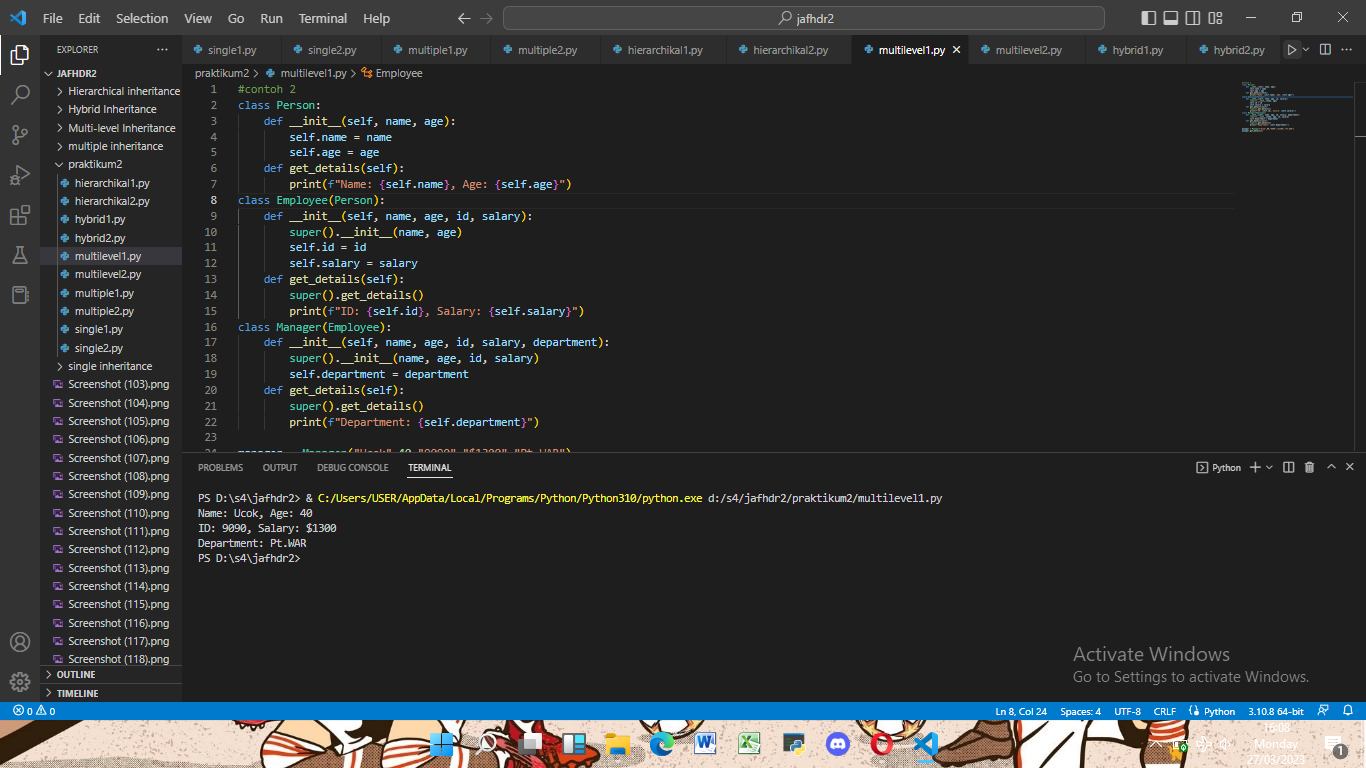 File Edit Selection View Go Run Terminal Help
jafhdr2
EXPLORER
JAFHDR2
Hierarchical inheritance
Hybrid Inheritance
Multi-level Inheritance
multiple inheritance
praktikum2
hierarchikal1.py
hierarchikal2.py
hybrid1.py
hybrid2.py
multilevel1.py
multilevel2.py
multiple1.py
multiple2.py
single1.py
single2.py
single inheritance
Screenshot (103).png
Screenshot (104).png
Screenshot (105).png
Screenshot (106).png
Screenshot (107).png
Screenshot (108).png
Screenshot (109).png
Screenshot (110).png
Screenshot (111).png
Screenshot (112).png
Screenshot (113).png
Screenshot (114).png
Screenshot (115).png
Screenshot (116).png
Screenshot (117).png
Screenshot (118).png
OUTLINE
TIMELINE
single1.py single2.py multiple1.py multiple2.py hierarchikal1.py hierarchikal2.py multilevel1.py multilevel2.py hybrid1.py hybrid2.py
praktikum2 > multilevel1.py > Employee
1 #contoh 2
2 class Person:
3     def __init__(self, name, age):
4         self.name = name
5         self.age = age
6     def get_details(self):
7         print(f"Name: {self.name}, Age: {self.age}")
8 class Employee(Person):
9     def __init__(self, name, age, id, salary):
10         super().__init__(name, age)
11         self.id = id
12         self.salary = salary
13     def get_details(self):
14         super().get_details()
15         print(f"ID: {self.id}, Salary: {self.salary}")
16 class Manager(Employee):
17     def __init__(self, name, age, id, salary, department):
18         super().__init__(name, age, id, salary)
19         self.department = department
20     def get_details(self):
21         super().get_details()
22         print(f"Department: {self.department}")
23
24 manager = Manager("Ucok",40,"9090","$1300","Pt.WAR")
PROBLEMS OUTPUT DEBUG CONSOLE TERMINAL
Python
PS D:\s4\jafhdr2> & C:/Users/USER/AppData/Local/Programs/Python/Python310/python.exe d:/s4/jafhdr2/praktikum2/multilevel1.py
Name: Ucok, Age: 40
ID: 9090, Salary: $1300
Department: Pt.WAR
PS D:\s4\jafhdr2>
Activate Windows
Go to Settings to activate Windows.
0 0
Ln 8, Col 24 Spaces: 4 UTF-8 CRLF Python 3.10.8 64-bit
16:08
Monday
27/03/2023
1